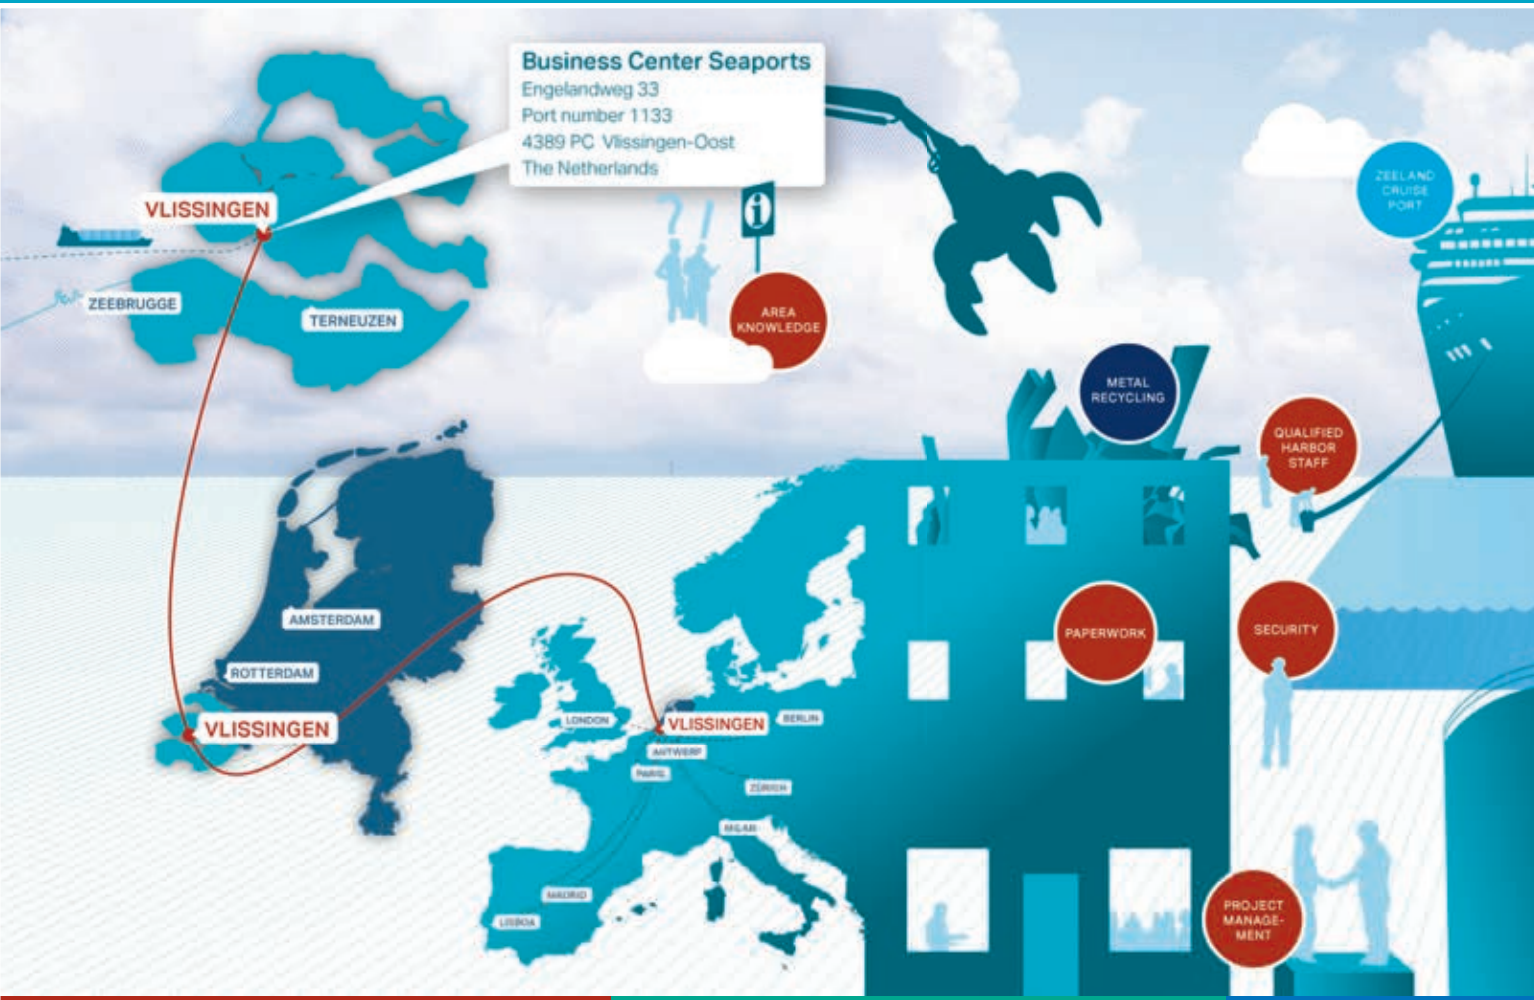 Business Center Seaports
Engelandweg 33
Port number 1133
4389 PC Vlissingen-Oost
The Netherlands
VLISSINGEN
ZEEBRUGGE
TERNEUZEN
?!
i
AREA
KNOWLEDGE
ZEELAND
CRUISE
PORT
METAL
RECYCLING
QUALIFIED
HARBOR
STAFF
AMSTERDAM
ROTTERDAM
VLISSINGEN
LONDON
VLISSINGEN
BERLIN
ANTWERP
PARIS
ZÜRICH
MILAN
MADRID
LISBOA
PAPERWORK
SECURITY
PROJECT
MANAGE-
MENT